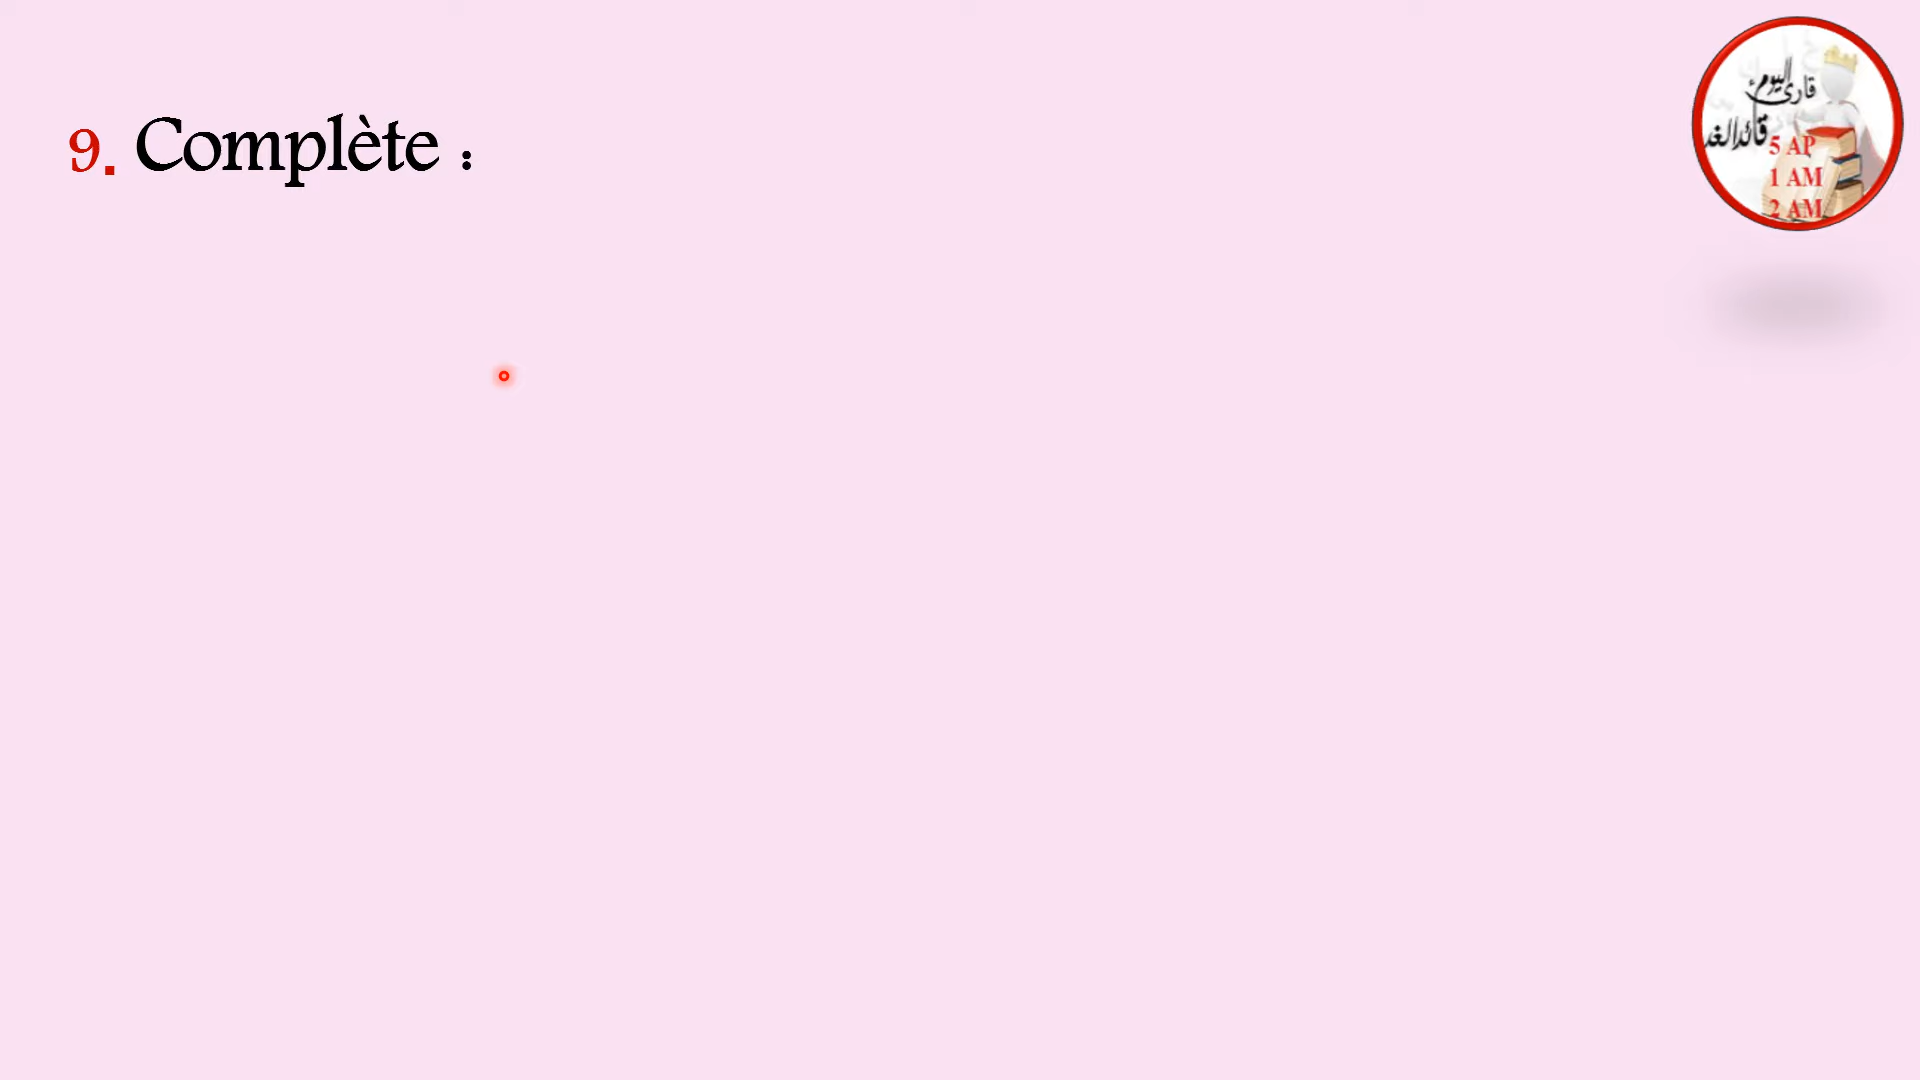 9. Complète :
قارئ اليوم
قائد الغد
5 AP
1 AM
2 AM